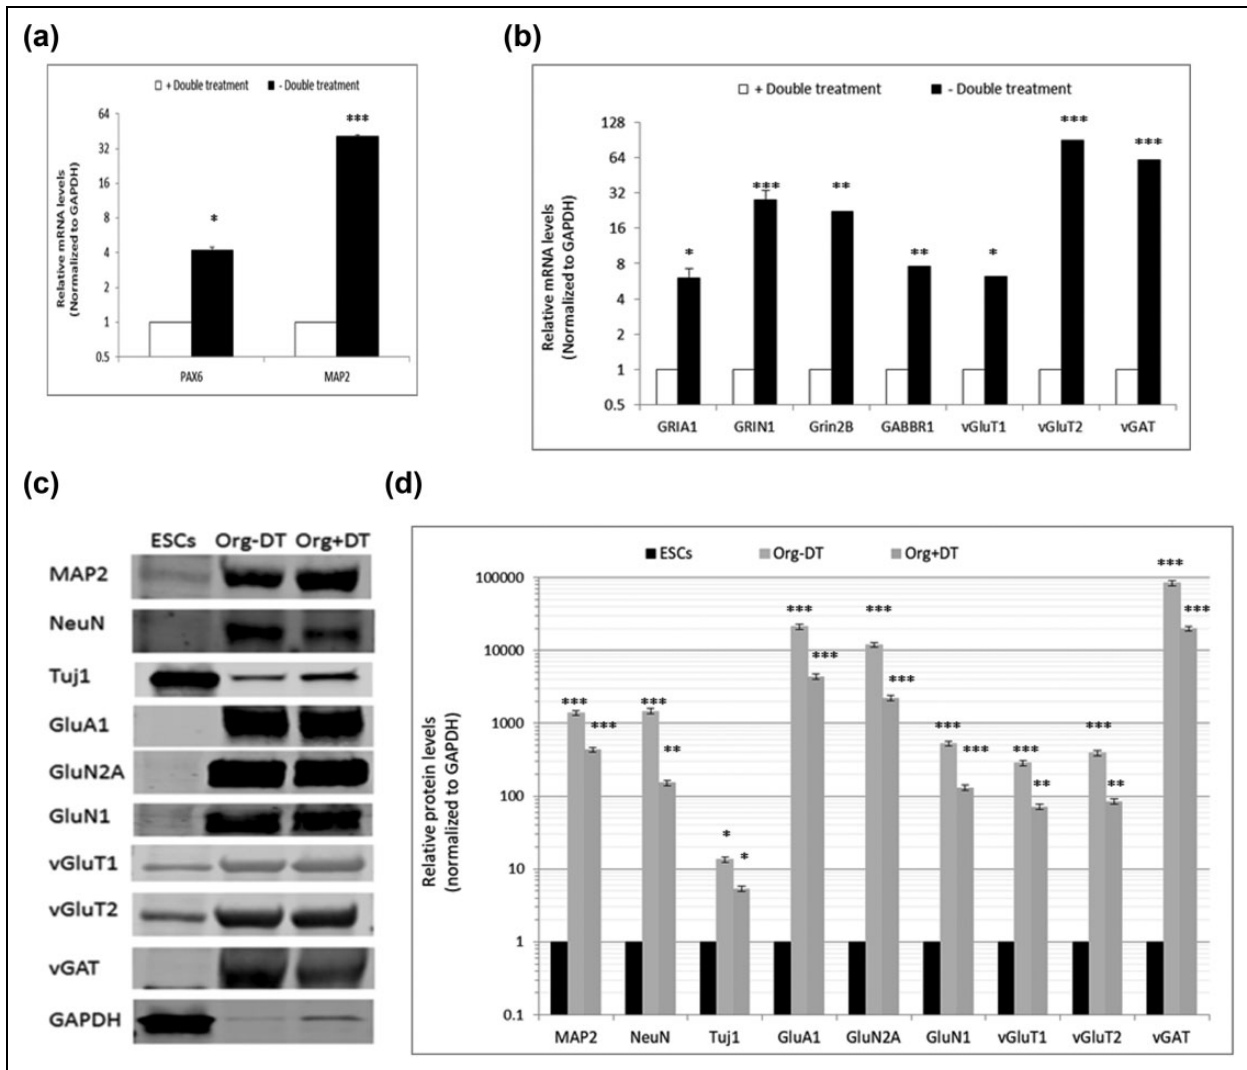 (a)
(b)
+ Double treatment - Double treatment
64
32
16
8
4
2
1
0.5
Relative mRNA levels
(Normalized to GAPDH)
*
***
PAX6 MAP2
+ Double treatment - Double treatment
128
64
32
16
8
4
2
1
0.5
Relative mRNA levels
(Normalized to GAPDH)
* *** ** ** * *** ***
GRIA1 GRIN1 Grin2B GABBR1 vGluT1 vGluT2 vGAT
(c)
(d)
ESCs Org-DT Org+DT
MAP2
NeuN
Tuj1
GluA1
GluN2A
GluN1
vGluT1
vGluT2
vGAT
GAPDH
ESCs Org-DT Org+DT
100000
10000
1000
100
10
1
0.1
Relative protein levels
(normalized to GAPDH)
*** *** *** ** * * *** *** *** *** *** *** *** ** *** ** *** ***
MAP2 NeuN Tuj1 GluA1 GluN2A GluN1 vGluT1 vGluT2 vGAT